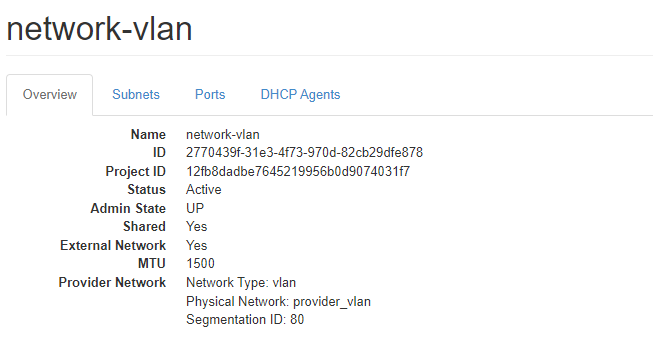 network-vlan
Overview Subnets Ports DHCP Agents
Name network-vlan
ID 2770439f-31e3-4f73-970d-82cb29dfe878
Project ID 12fb8dadbe7645219956b0d9074031f7
Status Active
Admin State UP
Shared Yes
External Network Yes
MTU 1500
Provider Network Network Type: vlan
Physical Network: provider_vlan
Segmentation ID: 80